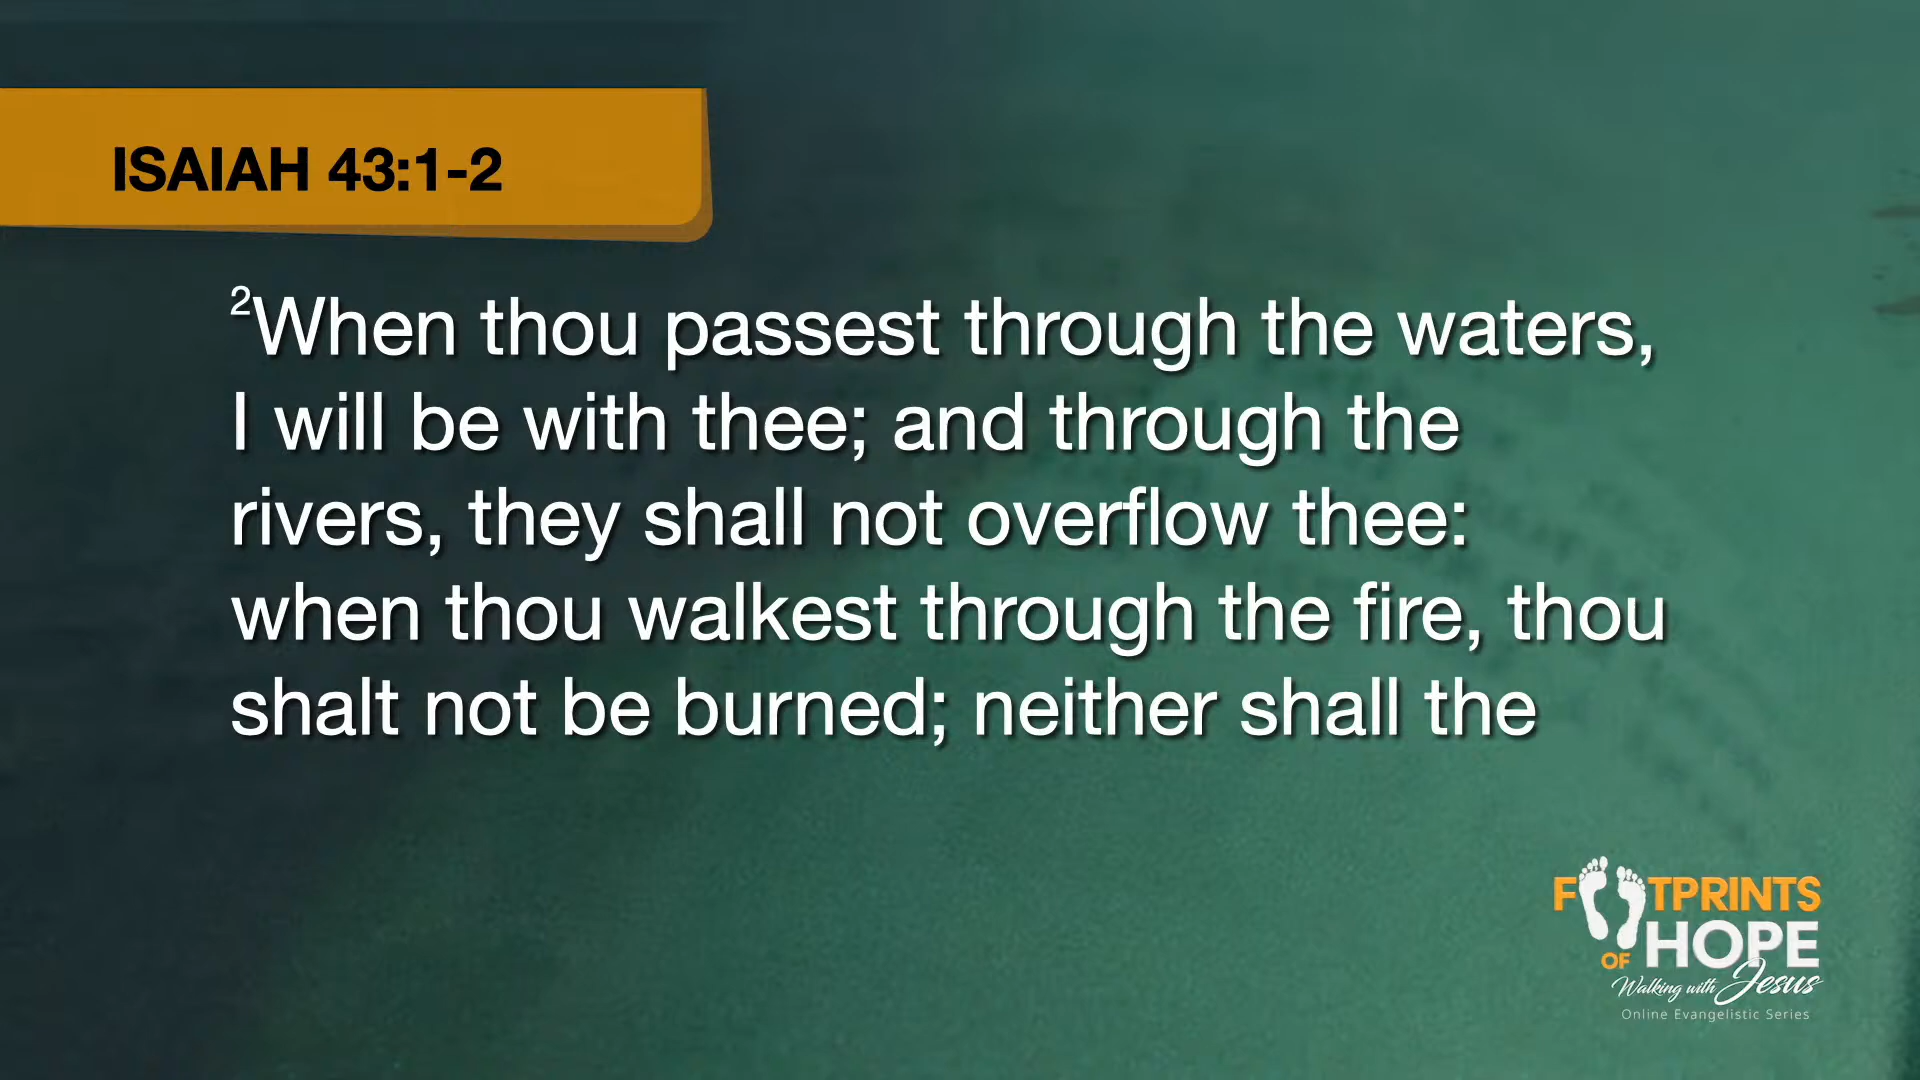 ISAIAH 43:1-2
²When thou passest through the waters,
I will be with thee; and through the
rivers, they shall not overflow thee:
when thou walkest through the fire, thou
shalt not be burned; neither shall the
FOOTPRINTS
OF HOPE
Walking with Jesus
Online Evangelistic Series